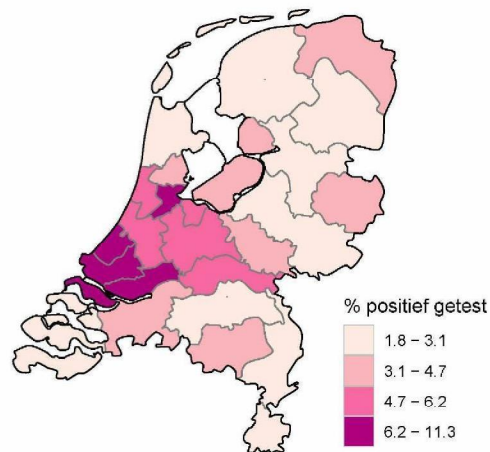 % positief getest
1.8 – 3.1
3.1 – 4.7
4.7 – 6.2
6.2 – 11.3